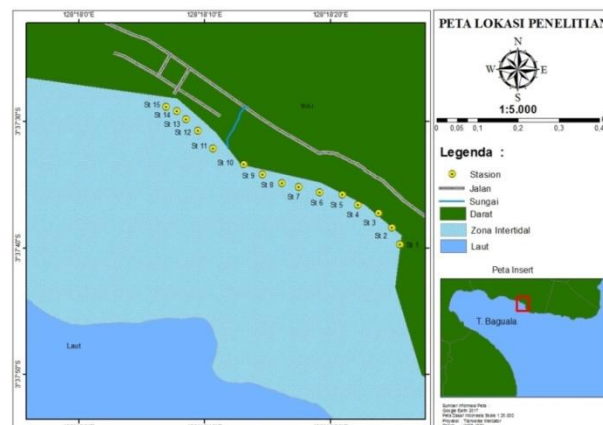 128°10'0"E
128°10'10"E
128°10'20"E
3°37'30"S
3°37'40"S
3°37'50"S
St 15
St 14
St 13
St 12
St 11
St 10
St 9
St 8
St 7
St 6
St 5
St 4
St 3
St 2
St 1
Laut
PETA LOKASI PENELITIAN
N
W
E
S
1:5.000
0 0,05 0,1 0,2 0,3 0,4
Legenda :
Stasion
Jalan
Sungai
Darat
Zona Intertidal
Laut
Peta Insert
T. Baguala
Sumber Informasi Peta
Google Earth 2017